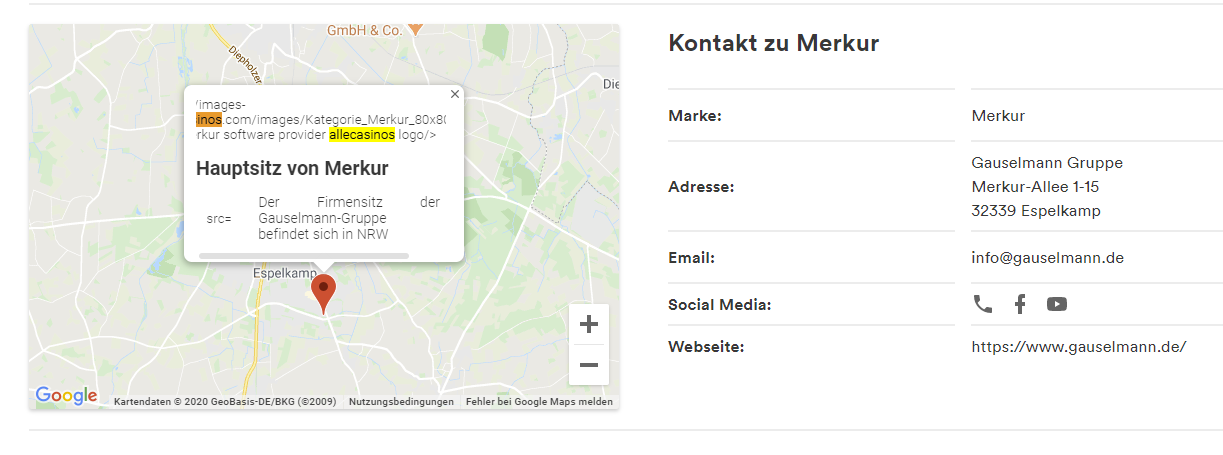 GmbH & Co.
Diepholzer
/images-
inos.com/images/Kategorie_Merkur_80x80
rkur software provider allecasinos logo/>
Hauptsitz von Merkur
src=
Der Firmensitz der
Gauselmann-Gruppe
befindet sich in NRW
Espelkamp
Google
Kartendaten © 2020 GeoBasis-DE/BKG (©2009)
Nutzungsbedingungen
Fehler bei Google Maps melden
Kontakt zu Merkur
Marke:
Merkur
Adresse:
Gauselmann Gruppe
Merkur-Allee 1-15
32339 Espelkamp
Email:
info@gauselmann.de
Social Media:
Webseite:
https://www.gauselmann.de/